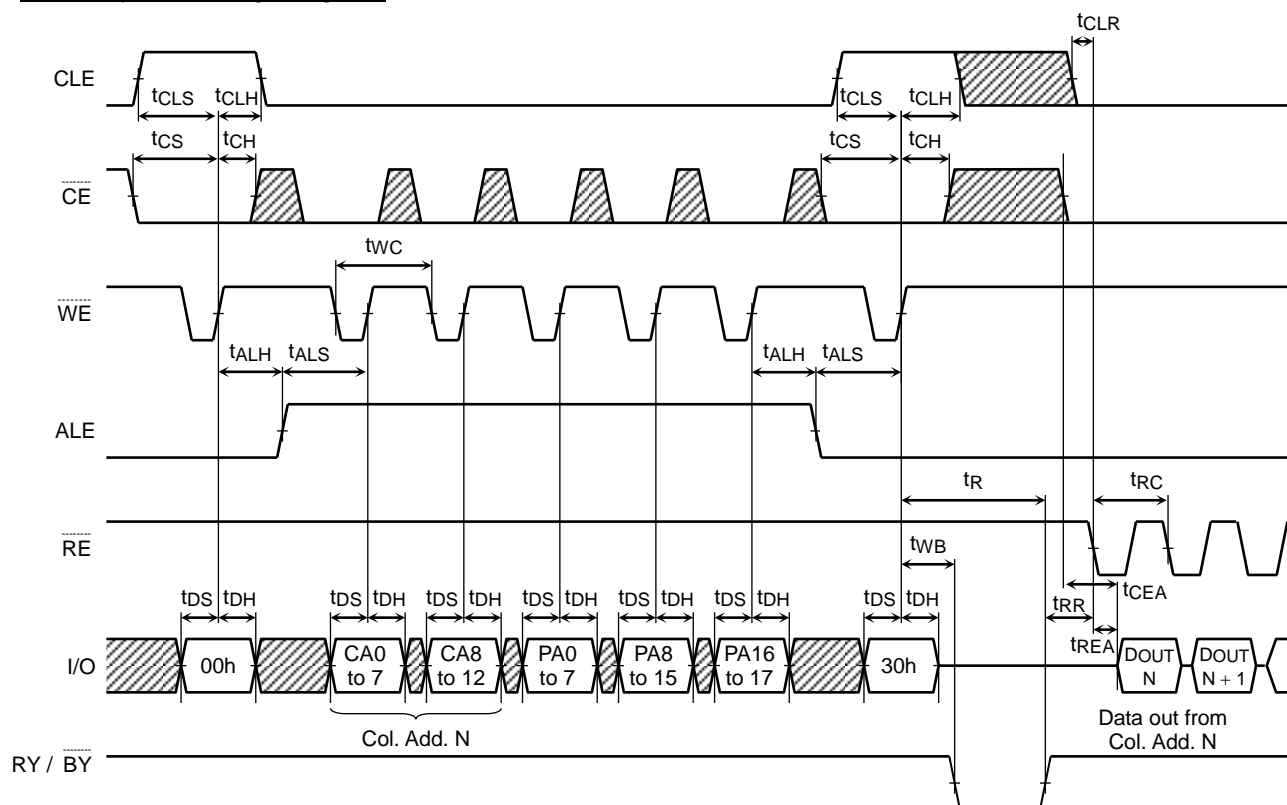 tCLR
CLE
tCLS tCLH tCLS tCLH
tCS tCH tCS tCH
CE
tWC
WE
tALH tALS tALH tALS
ALE
tR tRC
RE
tWB
tDS tDH tDS tDH tDS tDH tDS tDH tDS tDH tDS tDH tDS tDH tRR tCEA
tREA
I/O 00h CA0 to 7 CA8 to 12 PA0 to 7 PA8 to 15 PA16 to 17 30h DOUT N DOUT N + 1
Col. Add. N
Data out from
Col. Add. N
RY / BY